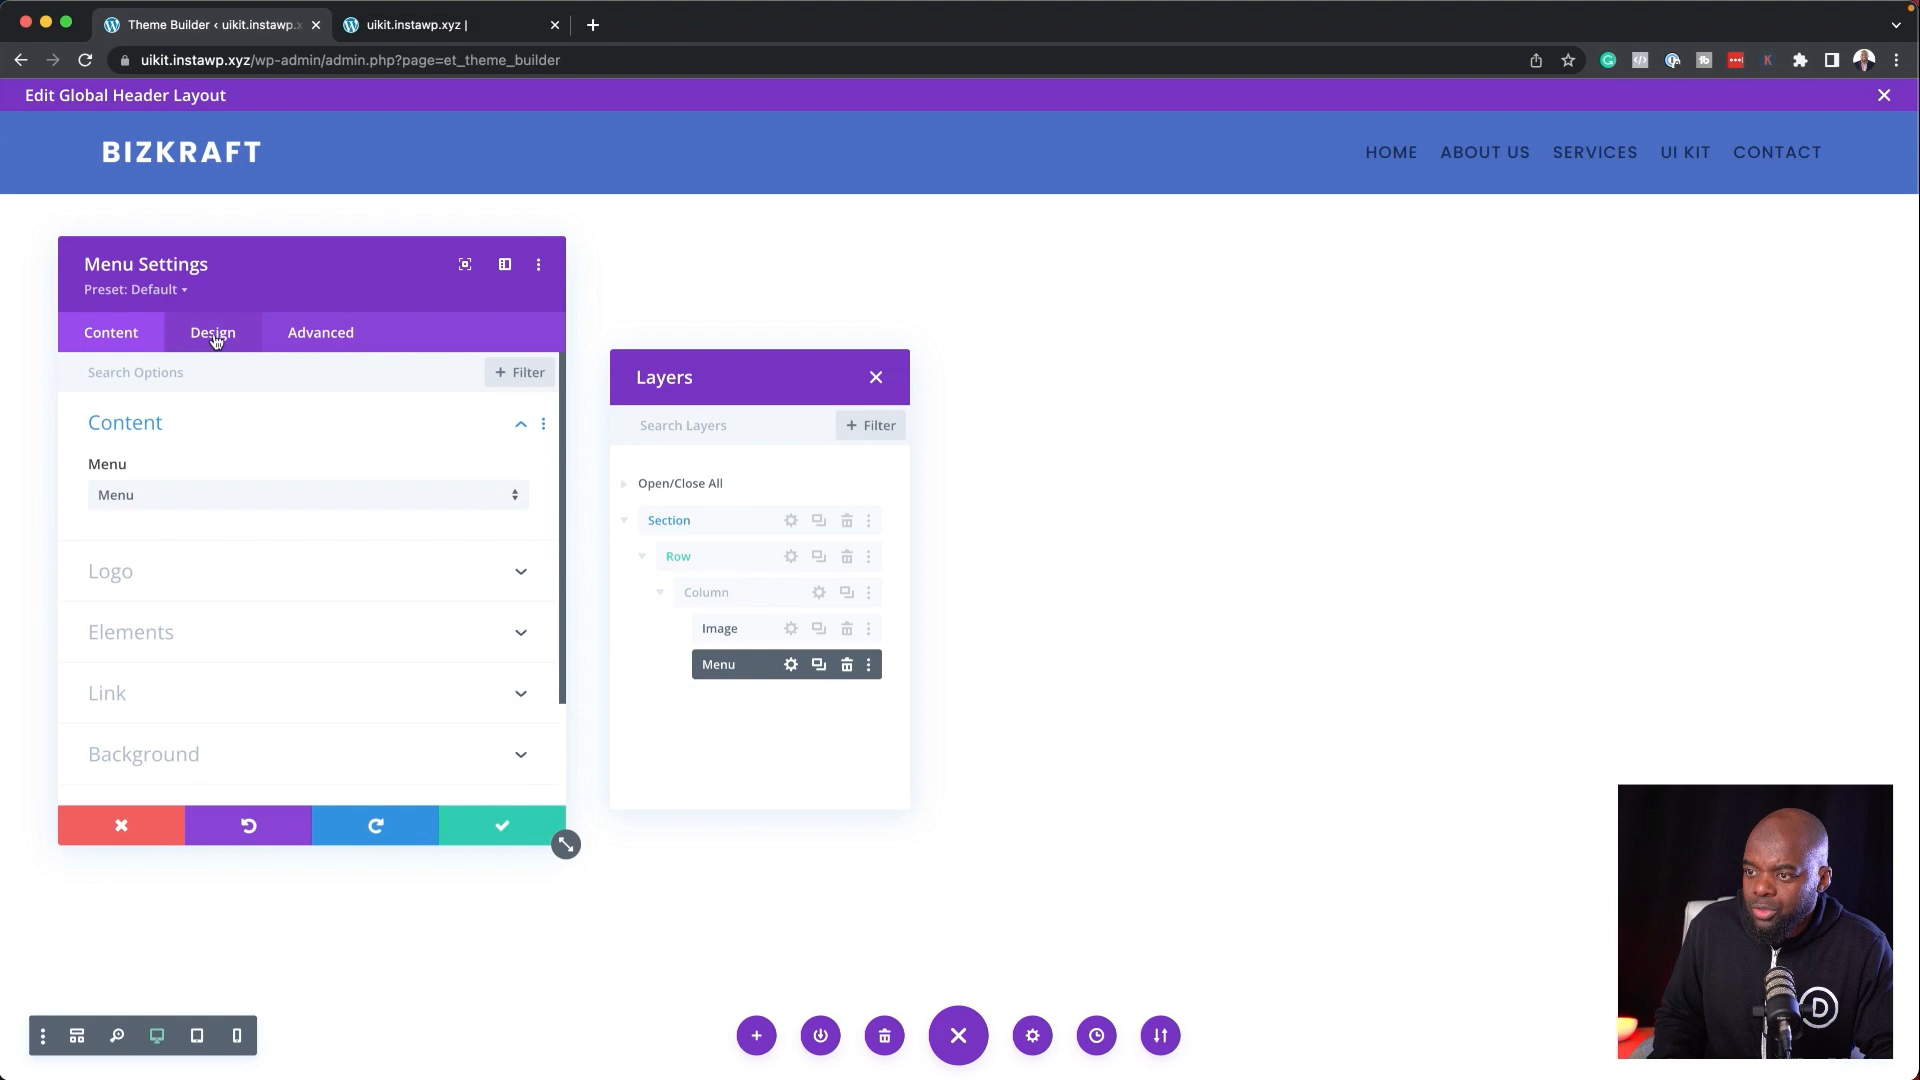 Theme Builder ‹ uikit.instawp.x
uikit.instawp.xyz |
uikit.instawp.xyz/wp-admin/admin.php?page=et_theme_builder
Edit Global Header Layout
BIZKRAFT
HOME ABOUT US SERVICES UI KIT CONTACT
Menu Settings
Preset: Default
Content Design Advanced
Search Options
+ Filter
Content
Menu
Menu
Logo
Elements
Link
Background
Layers
Search Layers
+ Filter
Open/Close All
Section
Row
Column
Image
Menu
D